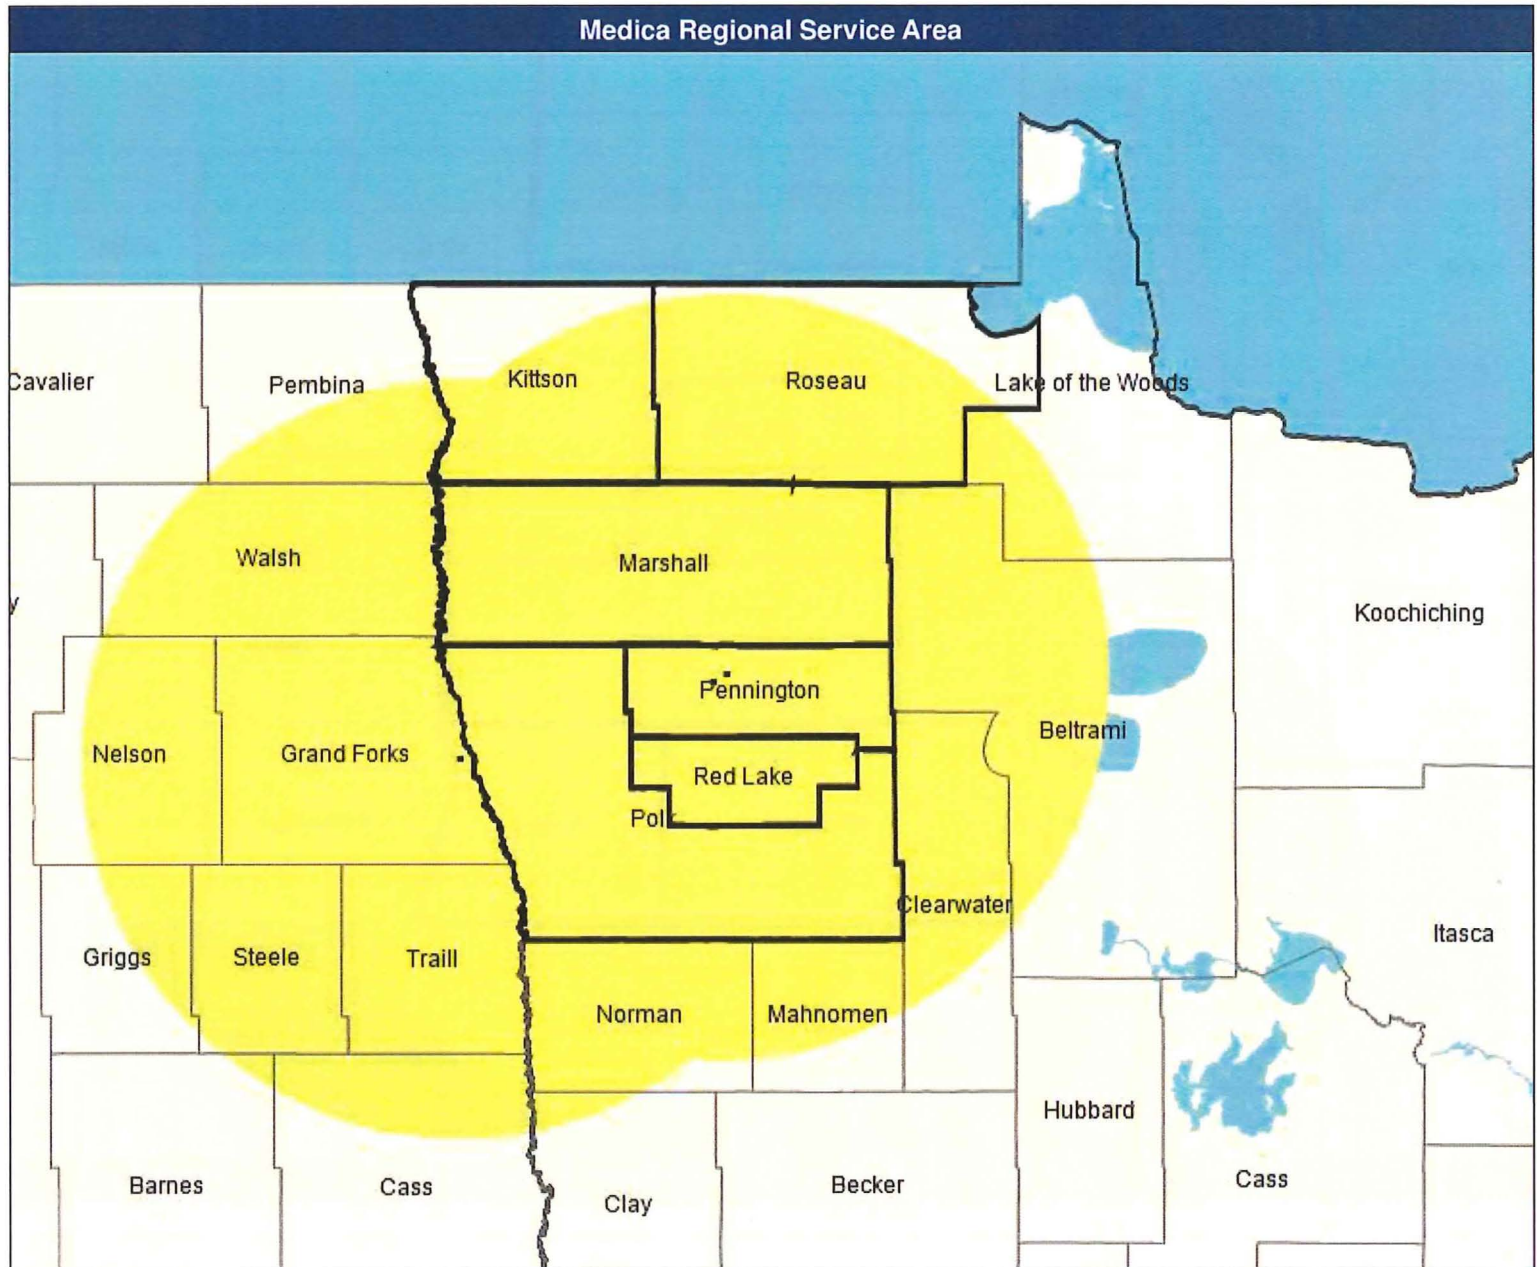 Medica Regional Service Area
Cavalier
Pembina
Kittson
Roseau
Lake of the Woods
Walsh
Marshall
y
Koochiching
Pennington
Nelson
Grand Forks
Red Lake
Beltrami
Polk
Clearwater
Griggs
Steele
Traill
Itasca
Norman
Mahnomen
Hubbard
Barnes
Cass
Clay
Becker
Cass